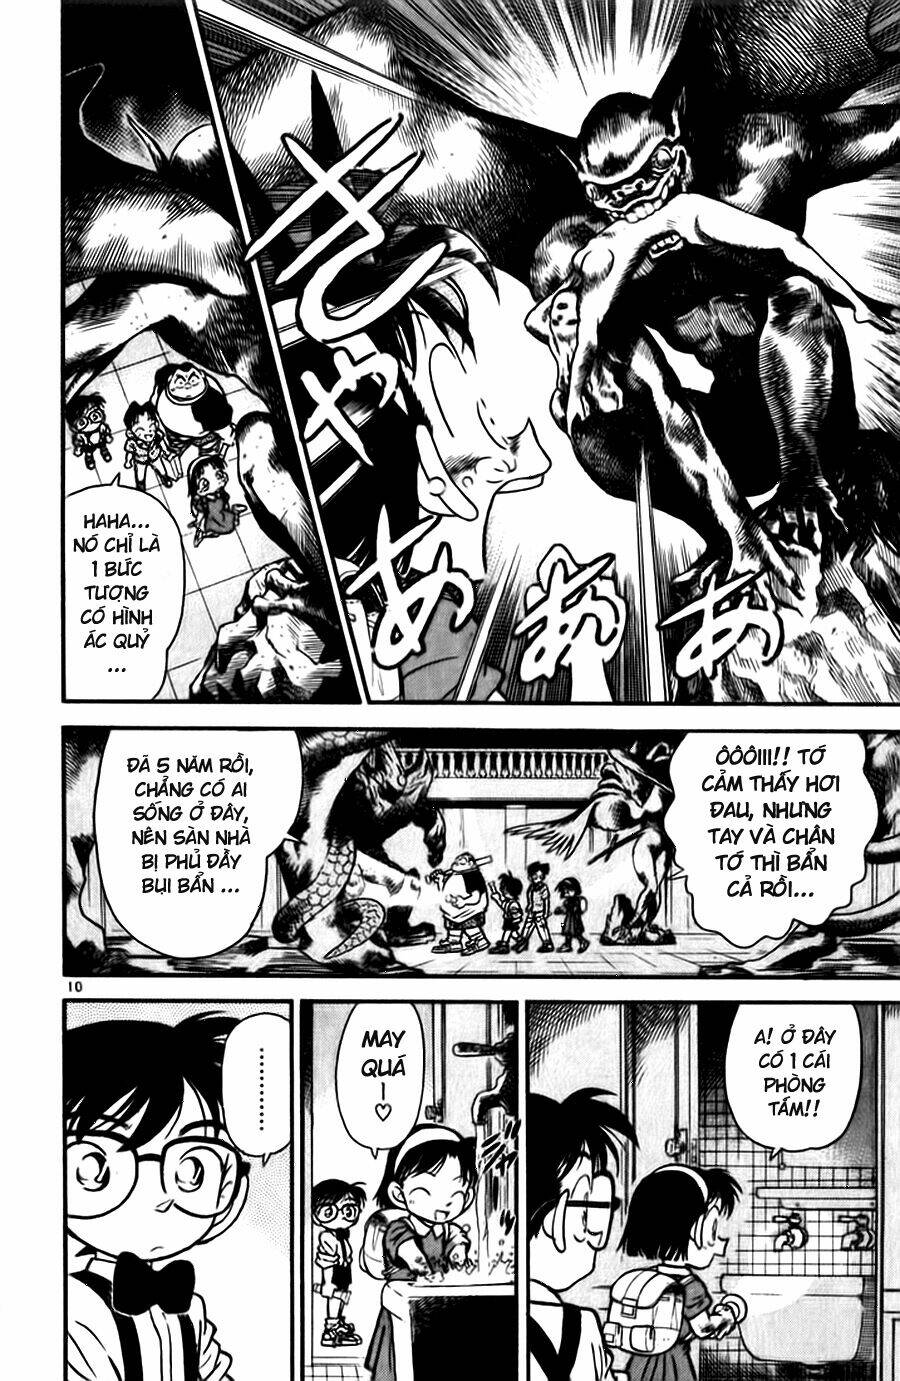 きゃ
あ
あ
あ
HAHA...
NÓ CHỈ LÀ
1 BỨC
TƯỢNG
CÓ HÌNH
ÁC QUỶ
...
ĐÃ 5 NĂM RỒI,
CHẲNG CÓ AI
SỐNG Ở ĐÂY,
NÊN SÀN NHÀ
BỊ PHỦ ĐẦY
BỤI BẨN ...
ÔÔÔIII!! TỚ
CẢM THẤY HƠI
ĐAU, NHƯNG
TAY VÀ CHÂN
TỚ THÌ BẨN
CẢ RỒI...
10
.........
MAY
QUÁ
!
♡
A! Ở ĐÂY
CÓ 1 CÁI
PHÒNG
TẮM!!